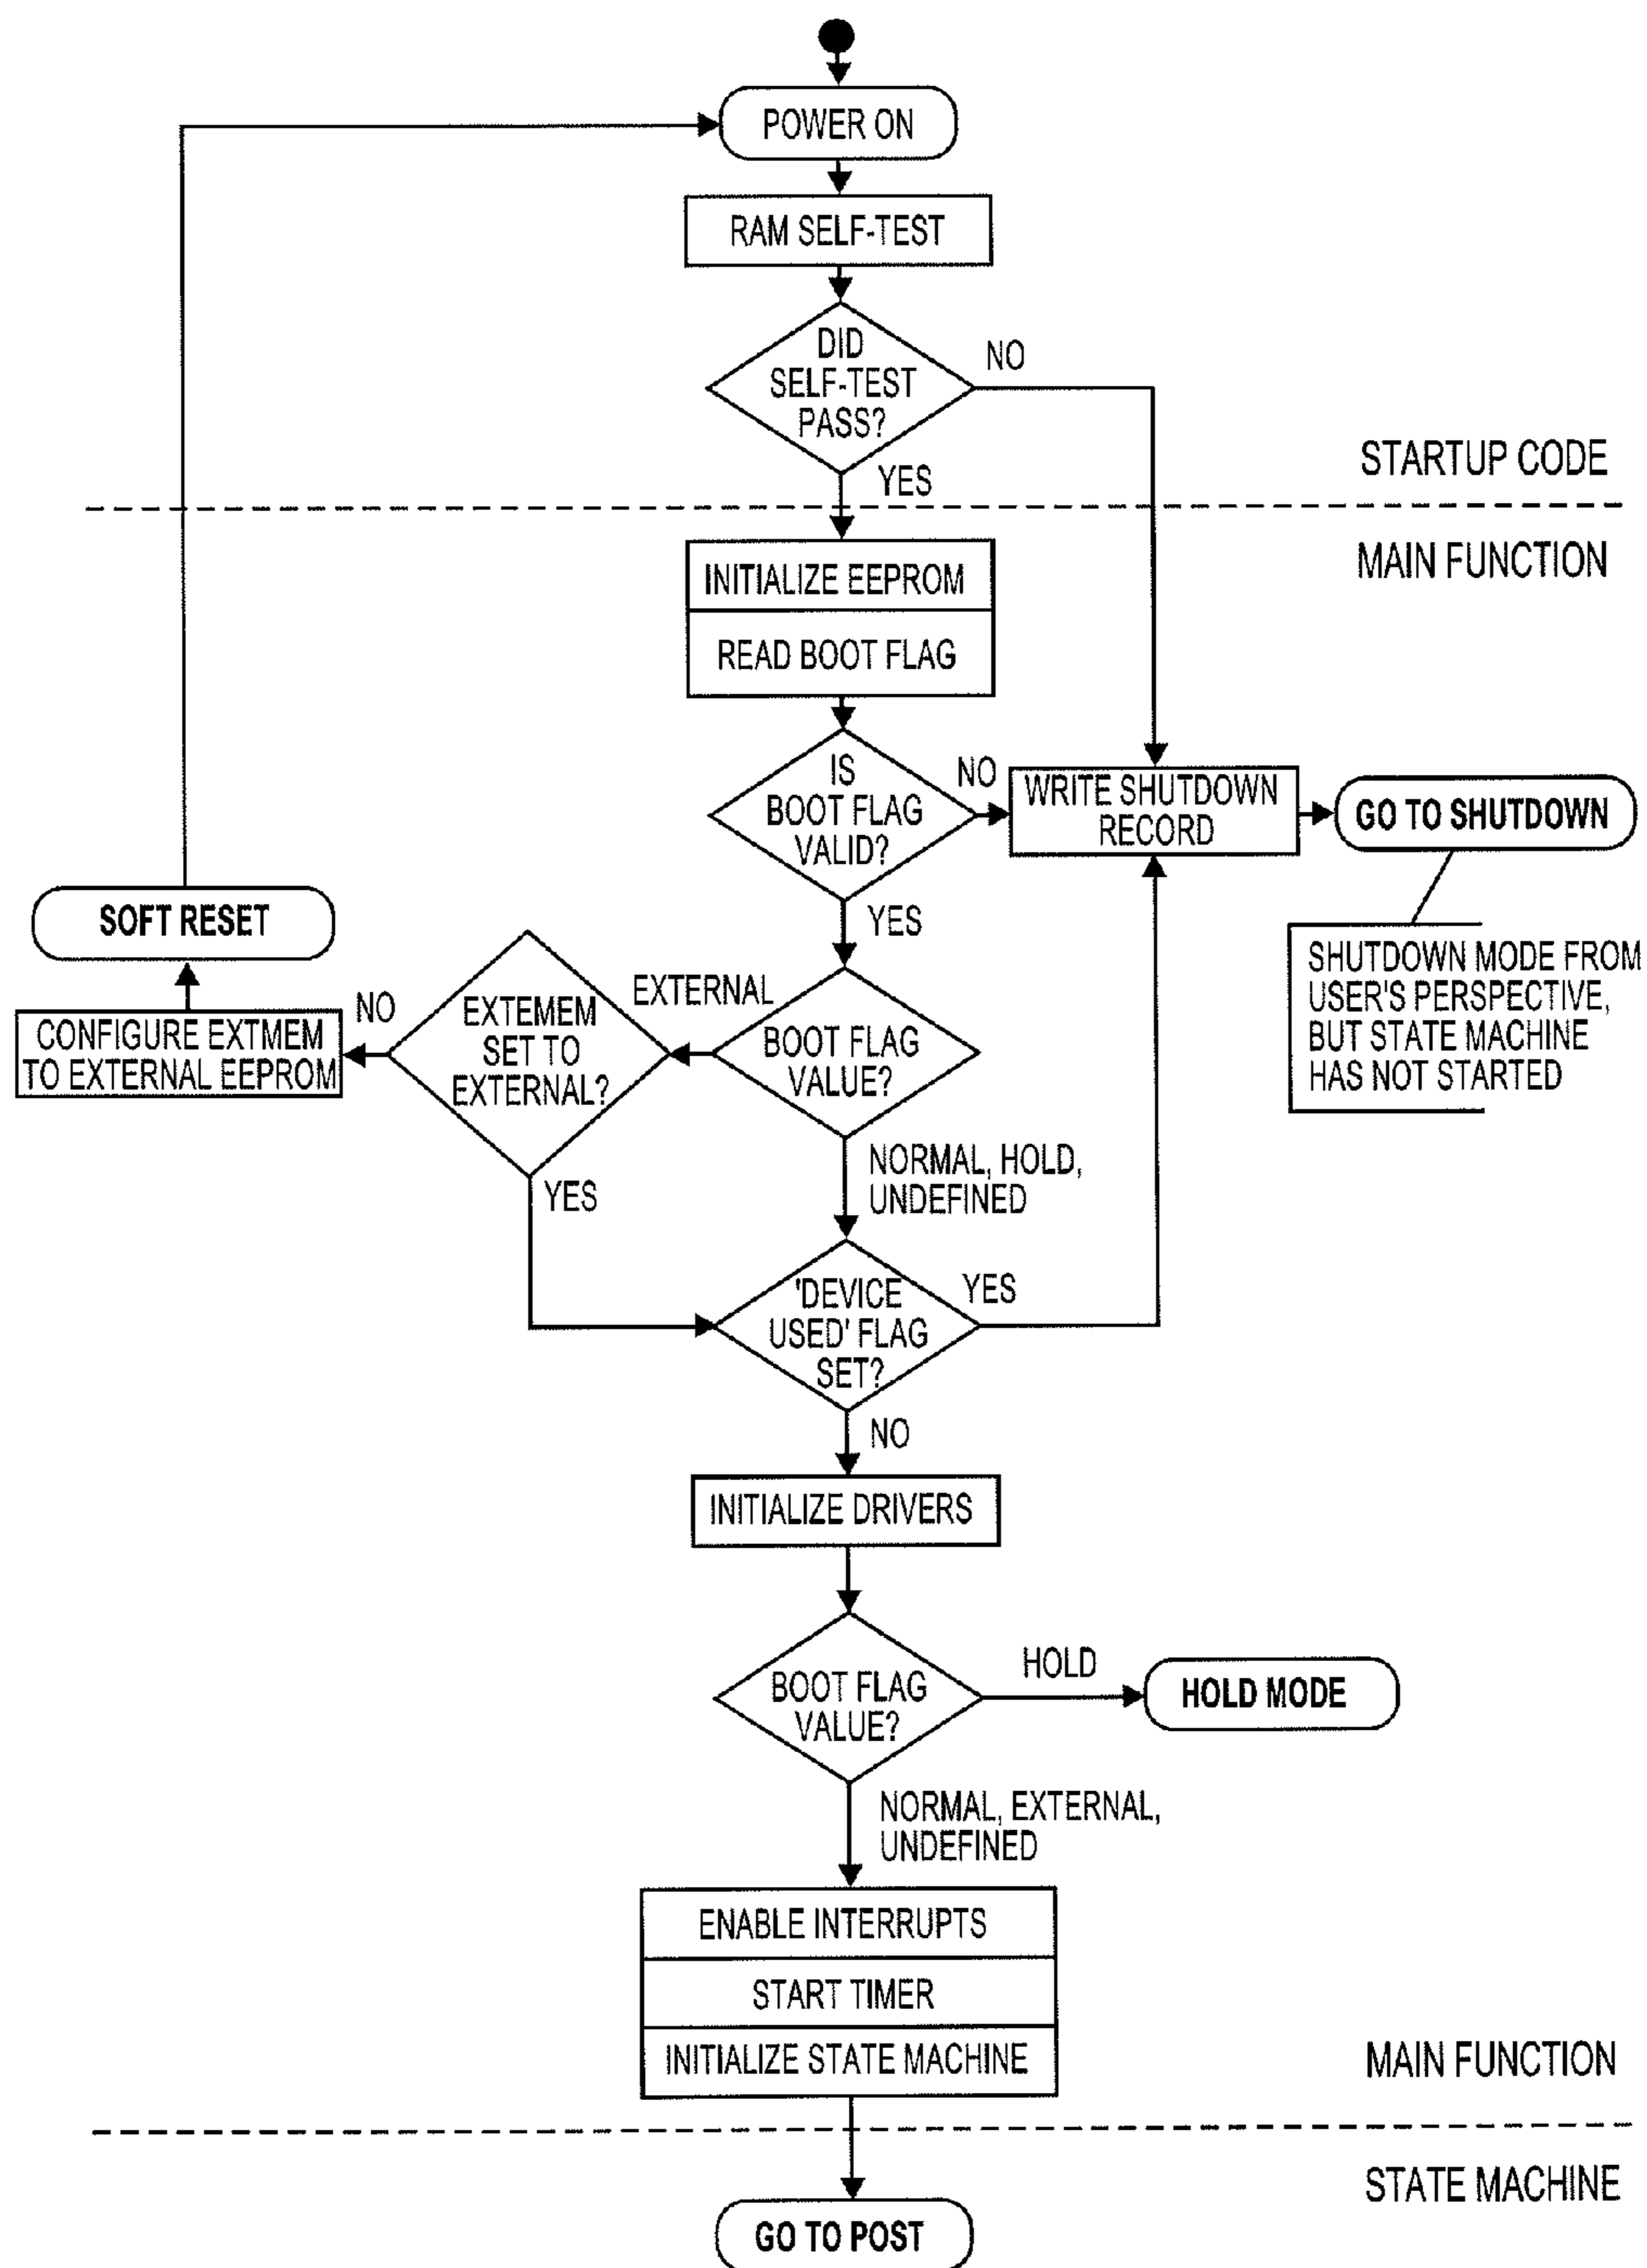 POWER ON
RAM SELF-TEST
DID
SELF-TEST
PASS?
NO
YES
STARTUP CODE
MAIN FUNCTION
INITIALIZE EEPROM
READ BOOT FLAG
IS
BOOT FLAG
VALID?
NO
WRITE SHUTDOWN
RECORD
GO TO SHUTDOWN
YES
SHUTDOWN MODE FROM
USER'S PERSPECTIVE,
BUT STATE MACHINE
HAS NOT STARTED
SOFT RESET
CONFIGURE EXTMEM
TO EXTERNAL EEPROM
NO
EXTEMEM
SET TO
EXTERNAL?
EXTERNAL
BOOT FLAG
VALUE?
YES
NORMAL, HOLD,
UNDEFINED
'DEVICE
USED' FLAG
SET?
YES
NO
INITIALIZE DRIVERS
BOOT FLAG
VALUE?
HOLD
HOLD MODE
NORMAL, EXTERNAL,
UNDEFINED
ENABLE INTERRUPTS
START TIMER
INITIALIZE STATE MACHINE
MAIN FUNCTION
STATE MACHINE
GO TO POST